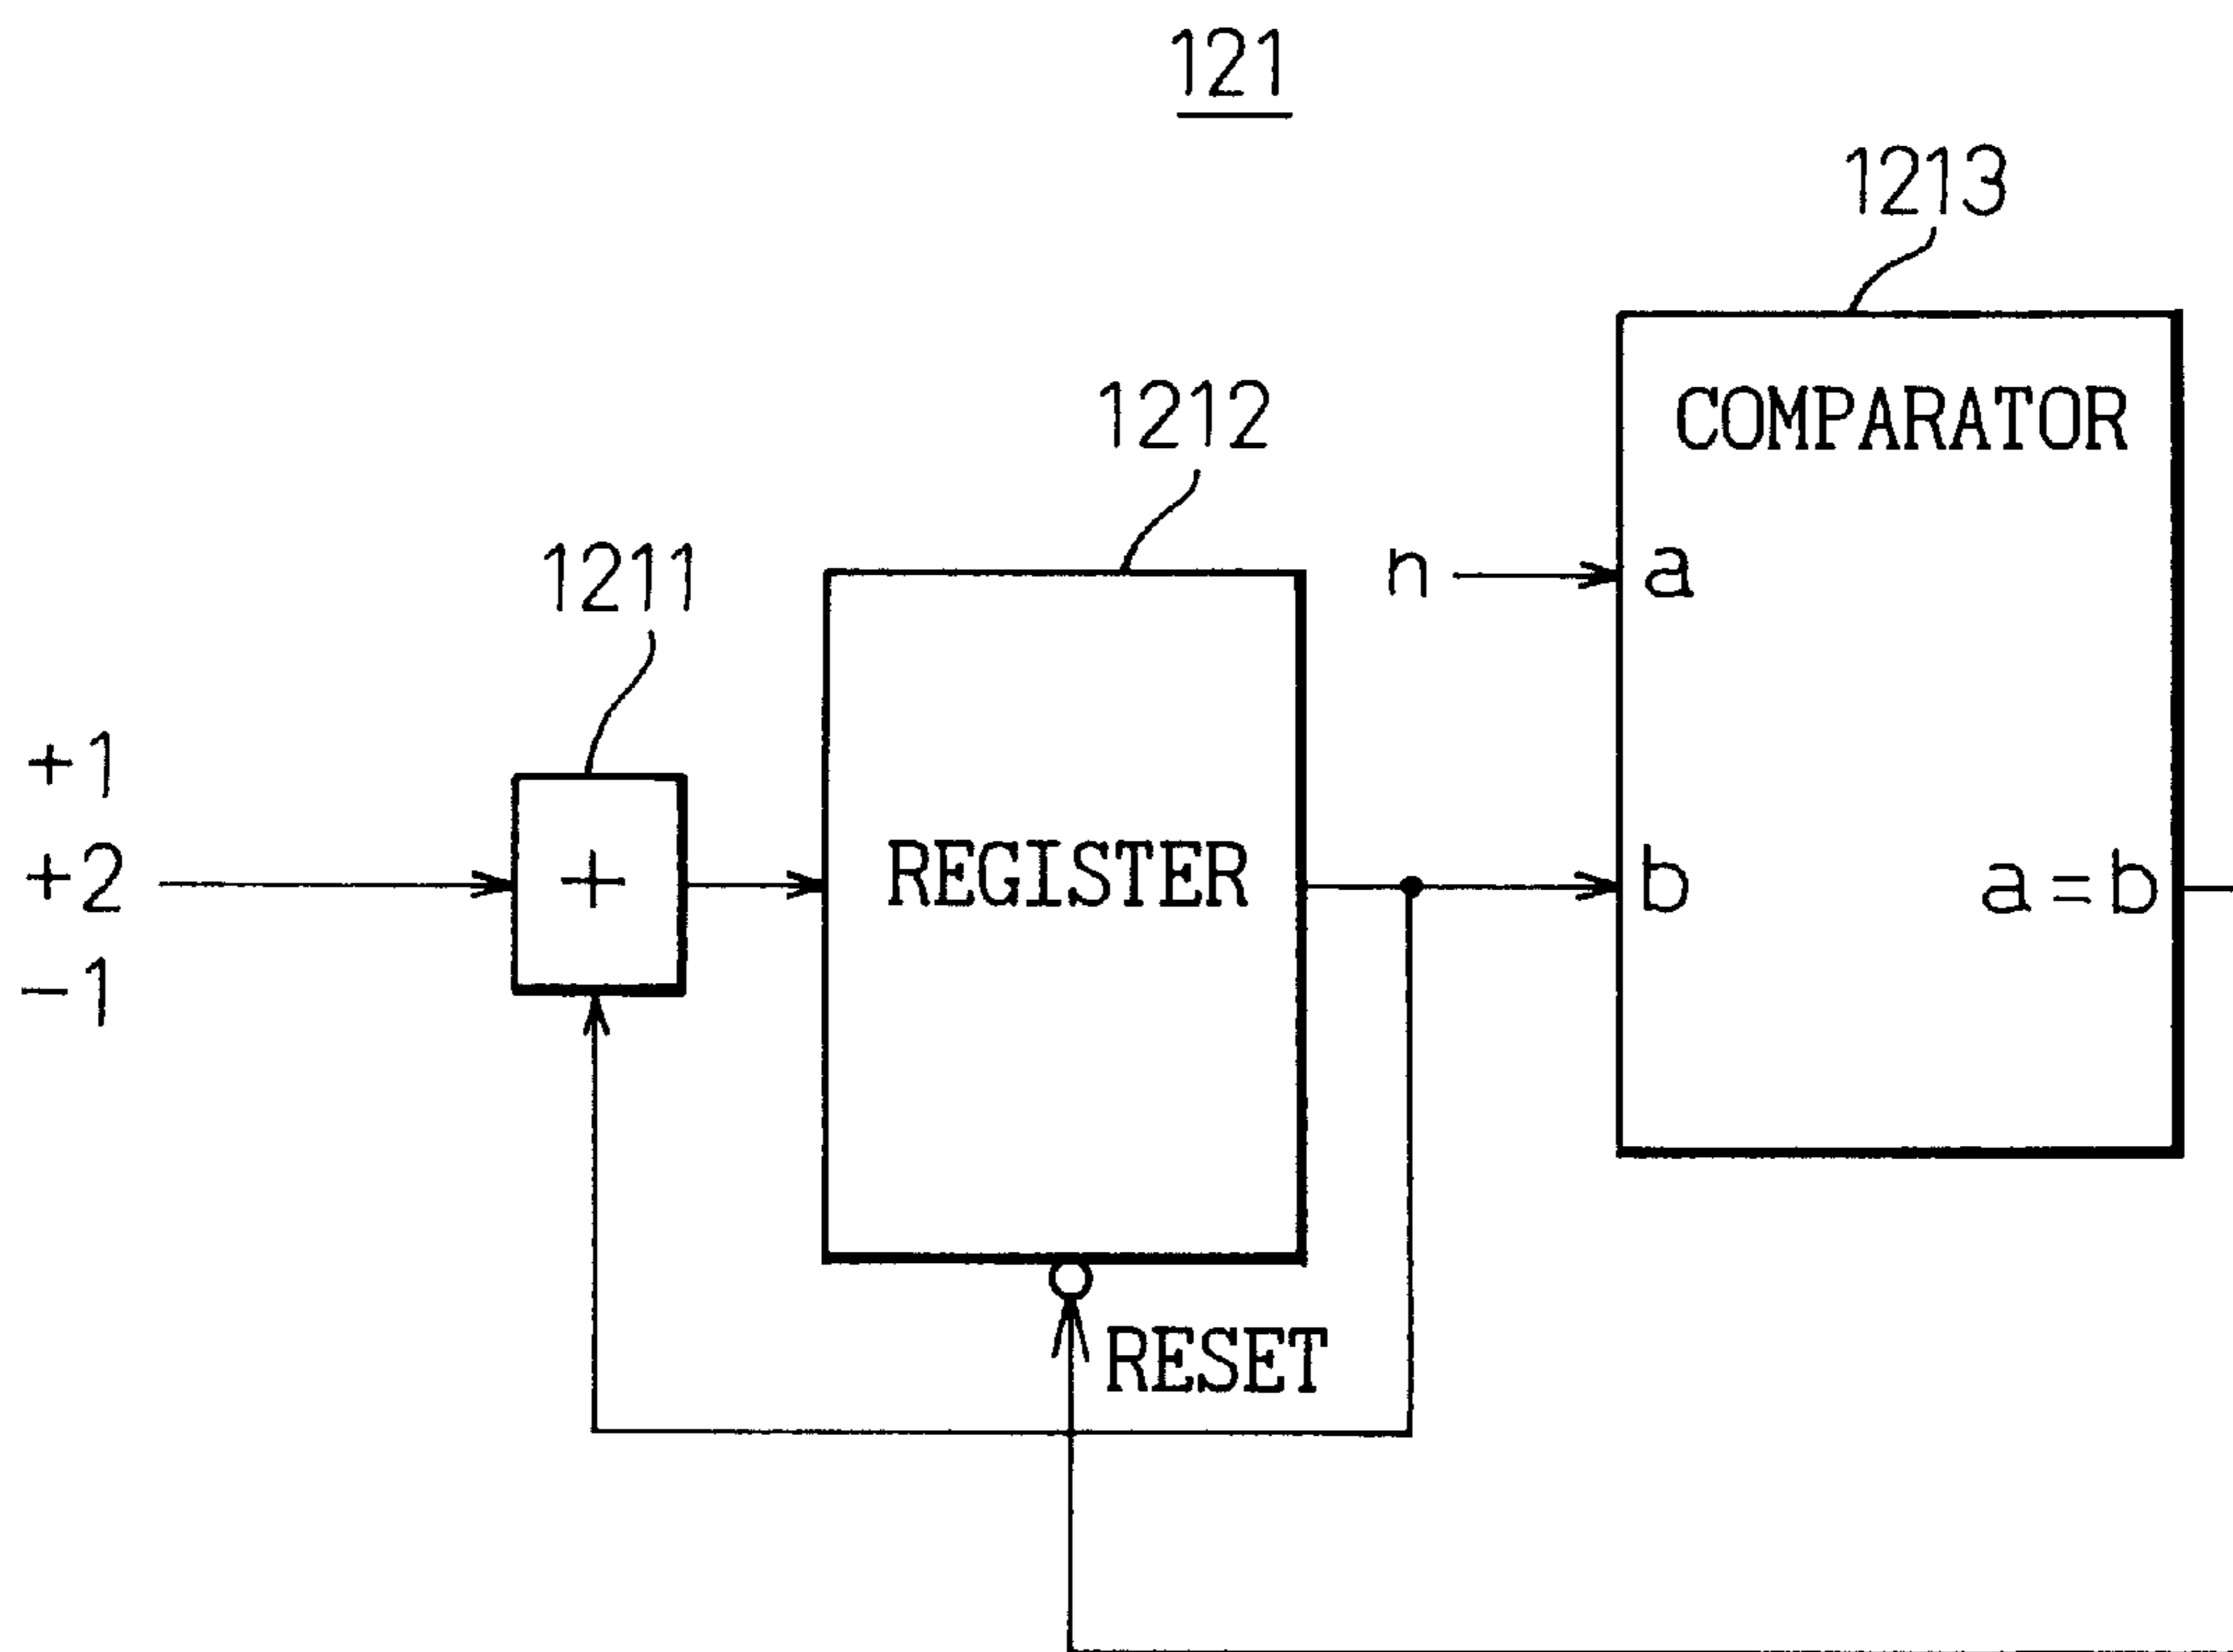 121
1213
COMPARATOR
1212
1211
n
a
+1
+2
-1
+
REGISTER
b
a=b
RESET